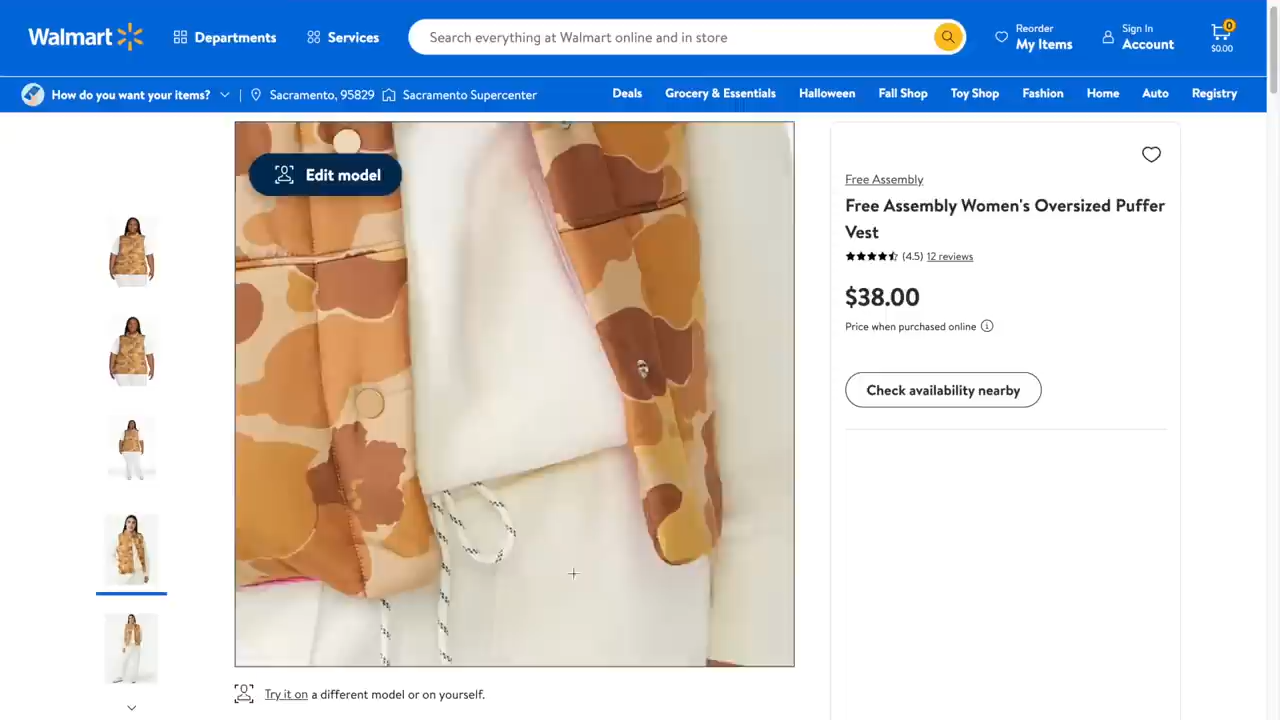 Walmart
Departments
Services
Search everything at Walmart online and in store
Reorder
My Items
Sign In
Account
0
$0.00
How do you want your items?
Sacramento, 95829
Sacramento Supercenter
Deals
Grocery & Essentials
Halloween
Fall Shop
Toy Shop
Fashion
Home
Auto
Registry
Edit model
Free Assembly
Free Assembly Women's Oversized Puffer
Vest
(4.5) 12 reviews
$38.00
Price when purchased online
Check availability nearby
Try it on a different model or on yourself.